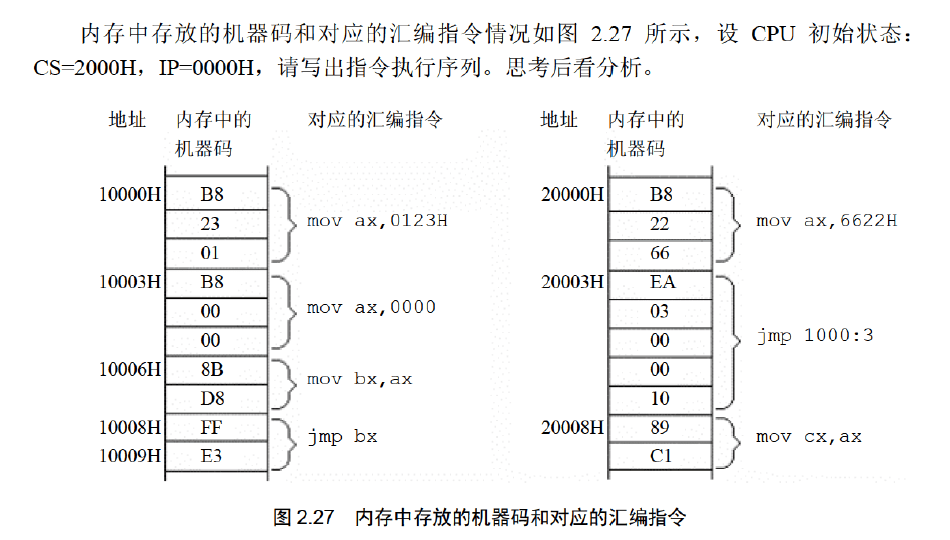 内存中存放的机器码和对应的汇编指令情况如图 2.27 所示，设 CPU 初始状态：
CS=2000H，IP=0000H，请写出指令执行序列。思考后看分析。
地址 内存中的 对应的汇编指令
机器码
10000H B8
23 mov ax,0123H
01
10003H B8
00 mov ax,0000
00
10006H 8B
mov bx,ax
D8
10008H FF
jmp bx
10009H E3
地址 内存中的 对应的汇编指令
机器码
20000H B8
22 mov ax,6622H
66
20003H EA
03
00 jmp 1000:3
00
10
20008H 89
mov cx,ax
C1
图 2.27 内存中存放的机器码和对应的汇编指令